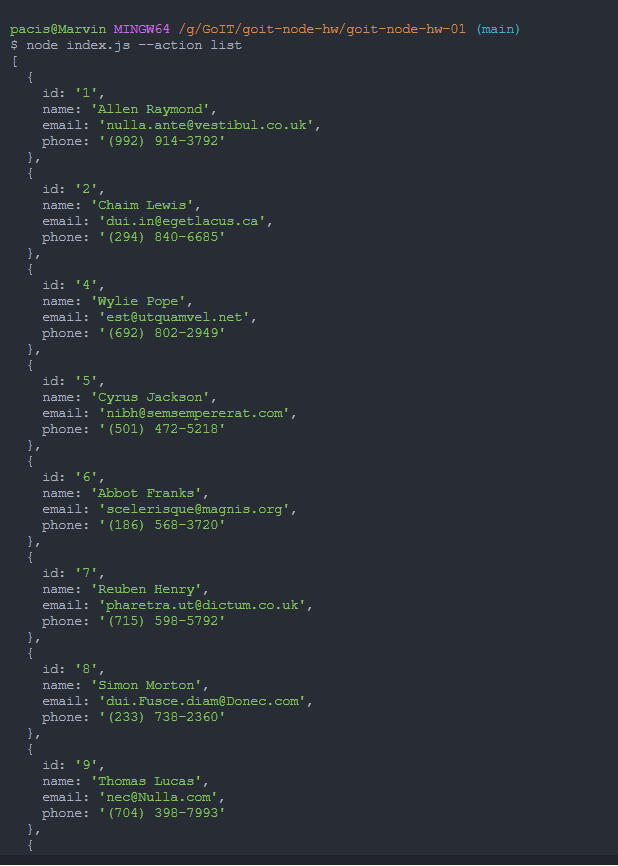 pacis@Marvin MINGW64 /g/GoIT/goit-node-hw/goit-node-hw-01 (main)
$ node index.js --action list
[
  {
    id: '1',
    name: 'Allen Raymond',
    email: 'nulla.ante@vestibul.co.uk',
    phone: '(992) 914-3792'
  },
  {
    id: '2',
    name: 'Chaim Lewis',
    email: 'dui.in@egetlacus.ca',
    phone: '(294) 840-6685'
  },
  {
    id: '4',
    name: 'Wylie Pope',
    email: 'est@utquamvel.net',
    phone: '(692) 802-2949'
  },
  {
    id: '5',
    name: 'Cyrus Jackson',
    email: 'nibh@semsempererat.com',
    phone: '(501) 472-5218'
  },
  {
    id: '6',
    name: 'Abbot Franks',
    email: 'scelerisque@magnis.org',
    phone: '(186) 568-3720'
  },
  {
    id: '7',
    name: 'Reuben Henry',
    email: 'pharetra.ut@dictum.co.uk',
    phone: '(715) 598-5792'
  },
  {
    id: '8',
    name: 'Simon Morton',
    email: 'dui.Fusce.diam@Donec.com',
    phone: '(233) 738-2360'
  },
  {
    id: '9',
    name: 'Thomas Lucas',
    email: 'nec@Nulla.com',
    phone: '(704) 398-7993'
  },
  {